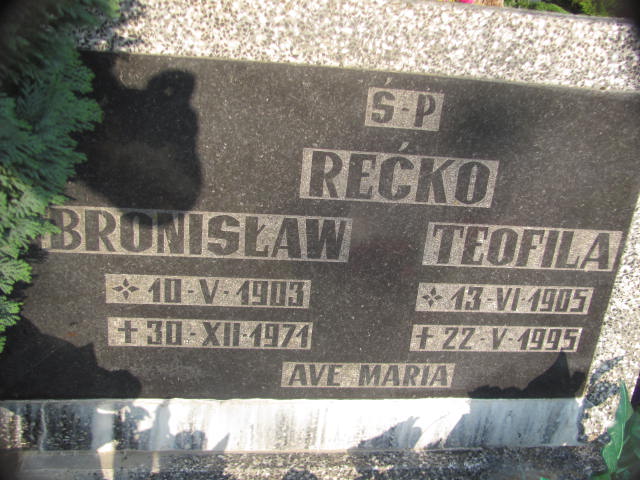 Ś-P
REĆKO
BRONISŁAW TEOFILA
10-V-1903 13-VI-1905
+30-XII-1971 +22-V-1995
AVE MARIA